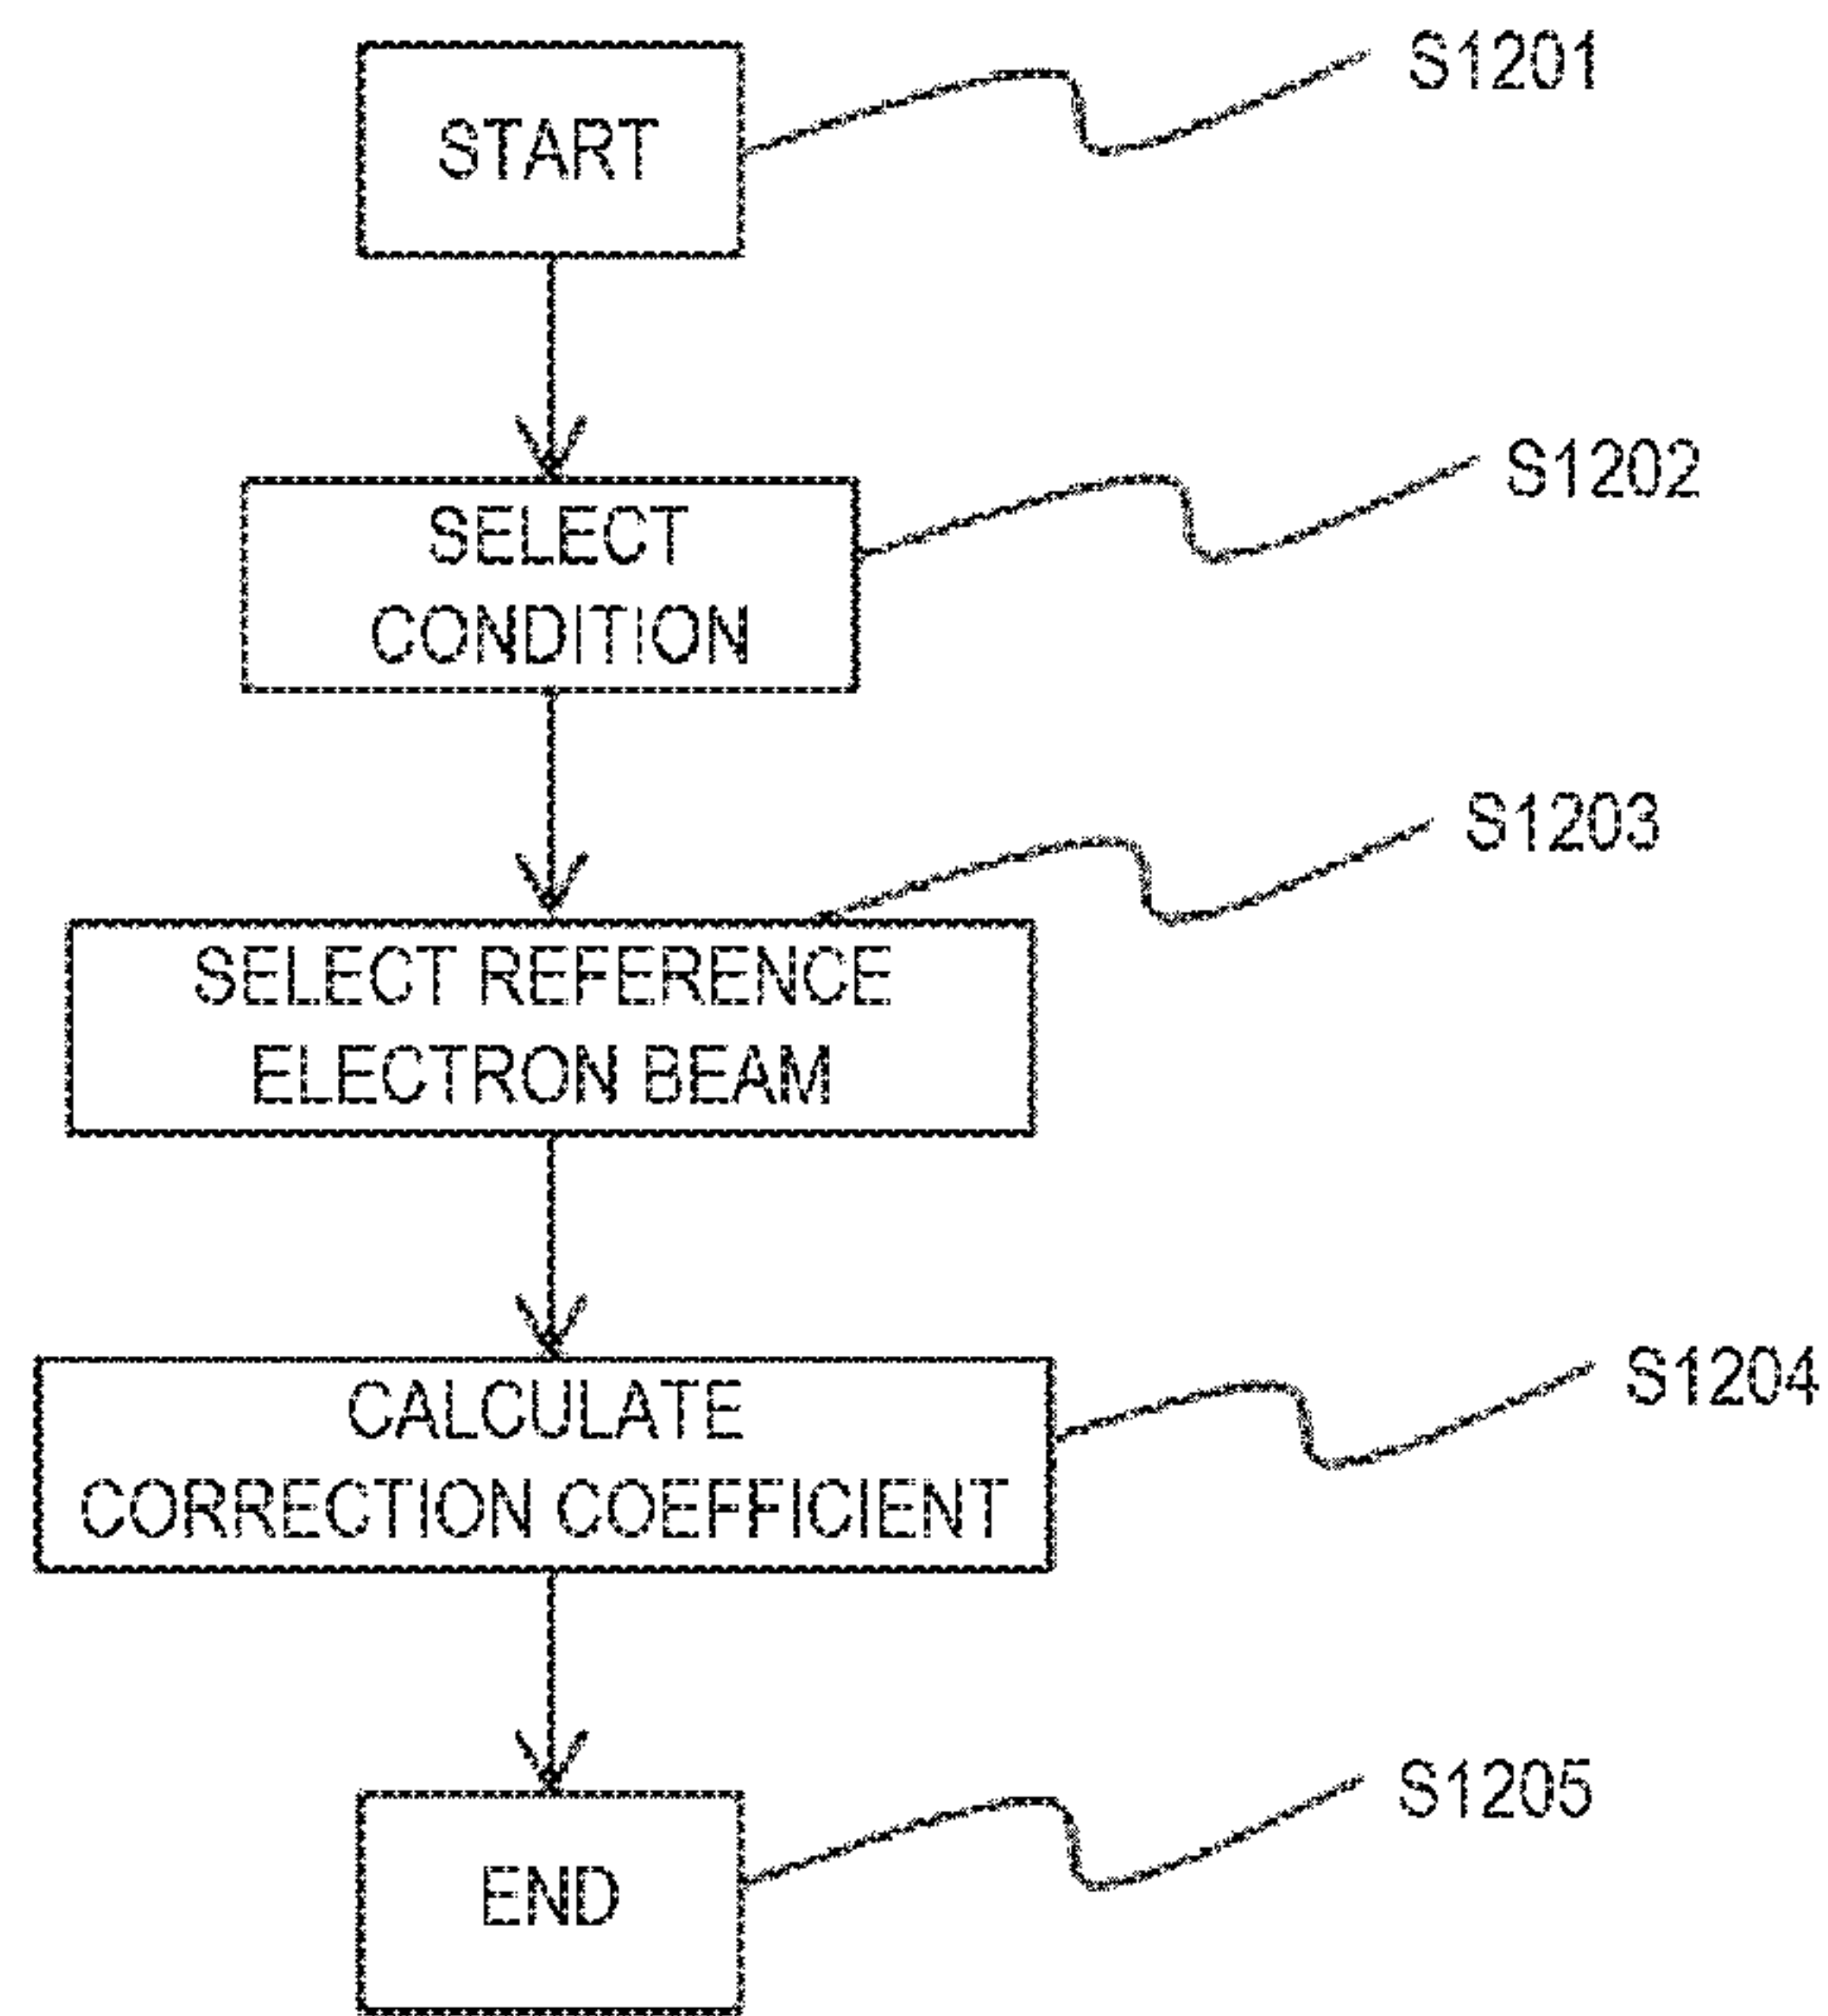 START
S1201
SELECT
CONDITION
S1202
SELECT REFERENCE
ELECTRON BEAM
S1203
CALCULATE
CORRECTION COEFFICIENT
S1204
END
S1205